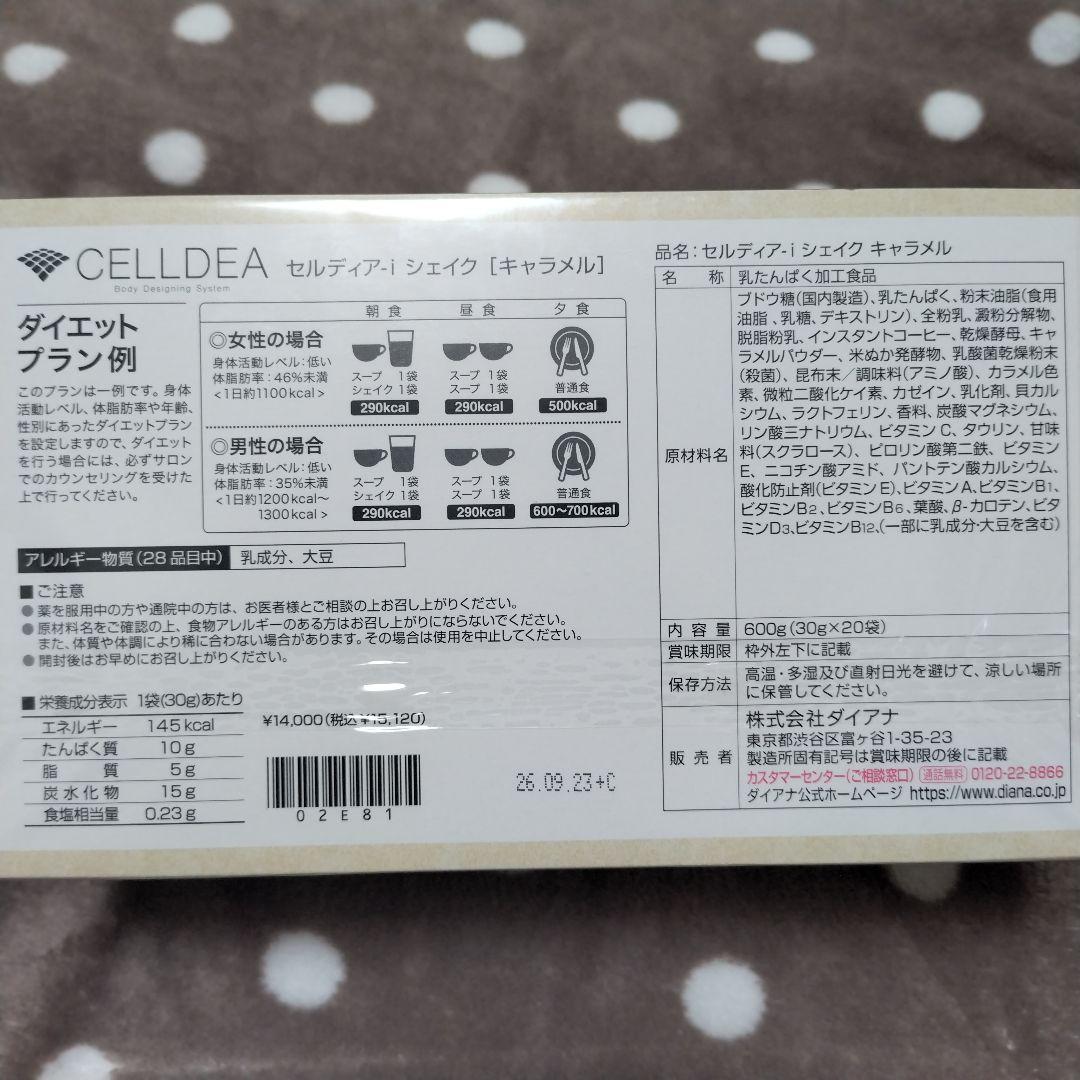 CELLDEA セルディア-i シェイク [キャラメル]
Body Designing System
ダイエット
プラン例
このプランは一例です。身体
活動レベル、体脂肪率や年齢、
性別にあったダイエットプラン
を設定しますので、ダイエット
を行う場合には、必ずサロン
でのカウンセリングを受けた
上で行ってください。
朝食 昼食 夕食
◎女性の場合
身体活動レベル：低い
体脂肪率：46%未満
<1日約1100kcal>
スープ 1袋
シェイク 1袋
290kcal
スープ 1袋
スープ 1袋
290kcal
普通食
500kcal
◎男性の場合
身体活動レベル：低い
体脂肪率：35%未満
<1日約1200kcal〜
1300kcal>
スープ 1袋
シェイク 1袋
290kcal
スープ 1袋
スープ 1袋
290kcal
普通食
600〜700kcal
アレルギー物質(28品目中) 乳成分、大豆
■ご注意
●薬を服用中の方や通院中の方は、お医者様とご相談の上お召し上がりください。
●原材料名をご確認の上、食物アレルギーのある方はお召し上がりにならないでください。
また、体質や体調により稀に合わない場合があります。その場合は使用を中止してください。
●開封後はお早めにお召し上がりください。
■栄養成分表示 1袋(30g)あたり
エネルギー 145kcal
たんぱく質 10g
脂質 5g
炭水化物 15g
食塩相当量 0.23g
¥14,000(税込¥15,120)
02E81
26.09.23+C
品名：セルディア-i シェイク キャラメル
名称 乳たんぱく加工食品
原材料名
ブドウ糖(国内製造)、乳たんぱく、粉末油脂(食用
油脂、乳糖、デキストリン)、全粉乳、澱粉分解物、
脱脂粉乳、インスタントコーヒー、乾燥酵母、キャ
ラメルパウダー、米ぬか発酵物、乳酸菌乾燥粉末
(殺菌)、昆布末／調味料(アミノ酸)、カラメル色
素、微粒二酸化ケイ素、カゼイン、乳化剤、貝カル
シウム、ラクトフェリン、香料、炭酸マグネシウム、
リン酸三ナトリウム、ビタミンC、タウリン、甘味
料(スクラロース)、ピロリン酸第二鉄、ビタミン
E、ニコチン酸アミド、パントテン酸カルシウム、
酸化防止剤(ビタミンE)、ビタミンA、ビタミンB1、
ビタミンB2、ビタミンB6、葉酸、β-カロテン、ビタ
ミンD3、ビタミンB12、(一部に乳成分・大豆を含む)
内容量 600g(30g×20袋)
賞味期限 枠外左下に記載
保存方法 高温・多湿及び直射日光を避けて、涼しい場所
に保管してください。
販売者
株式会社ダイアナ
東京都渋谷区富ヶ谷1-35-23
製造所固有記号は賞味期限の後に記載
カスタマーセンター(ご相談窓口) 通話無料 0120-22-8866
ダイアナ公式ホームページ https://www.diana.co.jp